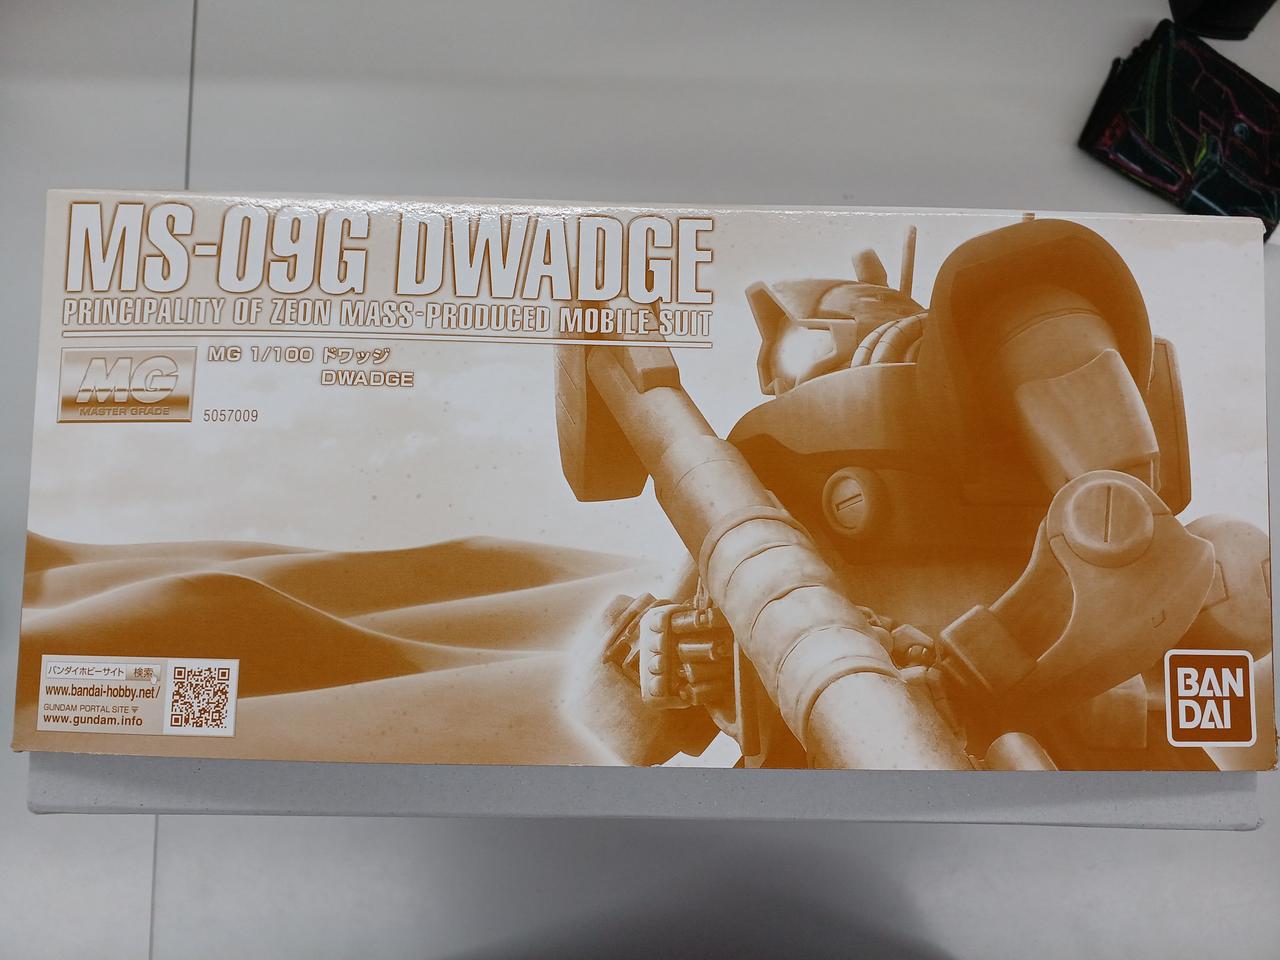 MS-09G DWADGE
PRINCIPALITY OF ZEON MASS-PRODUCED MOBILE SUIT
MG
MASTER GRADE
MG 1/100 ドワッジ
DWADGE
5057009
バンダイホビーサイト 検索
www.bandai-hobby.net/
GUNDAM PORTAL SITE
www.gundam.info
BAN
DAI